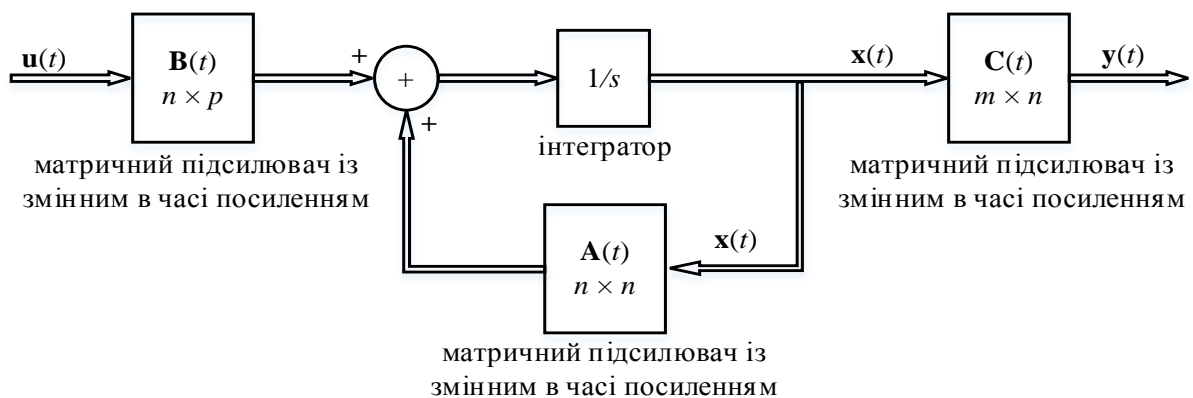 u(t)
B(t)
n × p
матричний підсилювач із
змінним в часі посиленням
+
+
+
1/s
інтегратор
x(t)
C(t)
m × n
y(t)
матричний підсилювач із
змінним в часі посиленням
A(t)
n × n
x(t)
матричний підсилювач із
змінним в часі посиленням